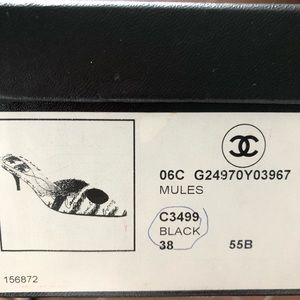 06C G24970Y03967
MULES
C3499
BLACK
38 55B
156872